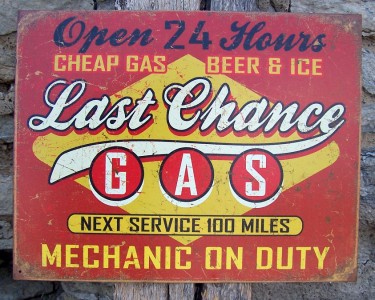 Open 24 Hours
CHEAP GAS BEER & ICE
Last Chance
GAS
NEXT SERVICE 100 MILES
MECHANIC ON DUTY